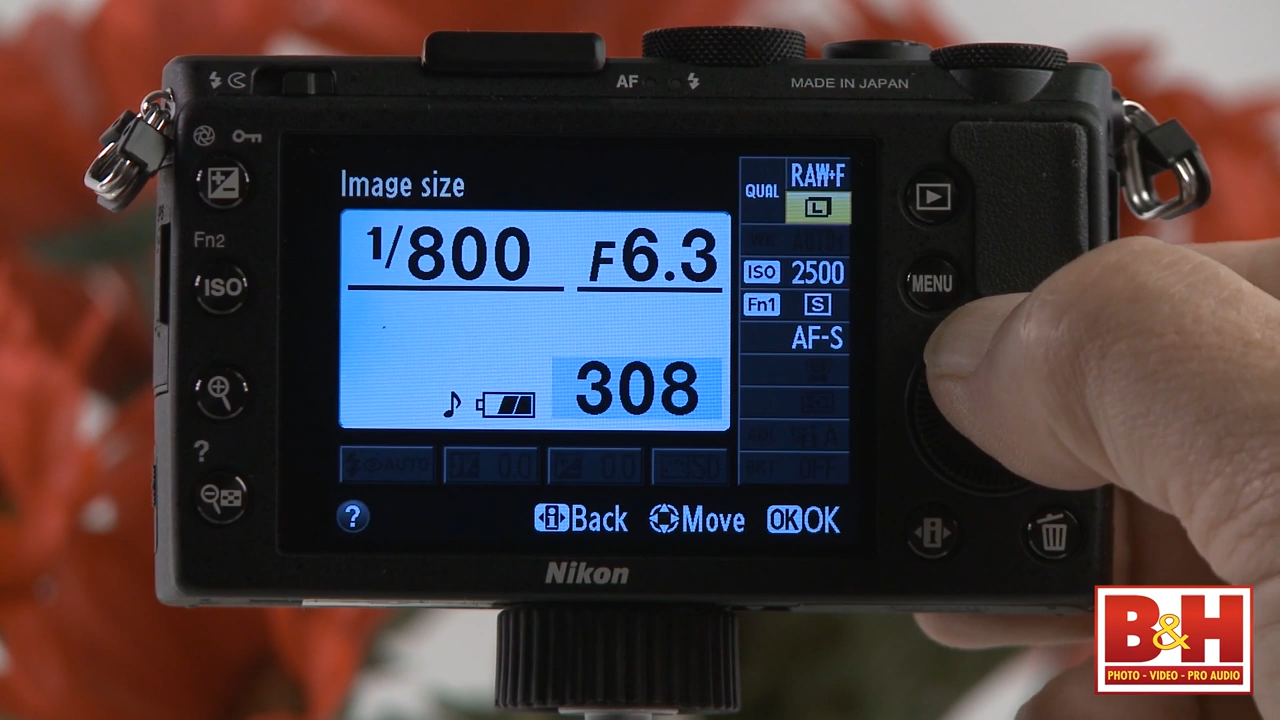 AF
MADE IN JAPAN
Fn2
ISO
?
MENU
Image size
1/800 F6.3
308
QUAL RAW+F
L
ISO 2500
Fn1 S
AF-S
OFF
? Back Move OK OK
Nikon
B&H
PHOTO - VIDEO - PRO AUDIO